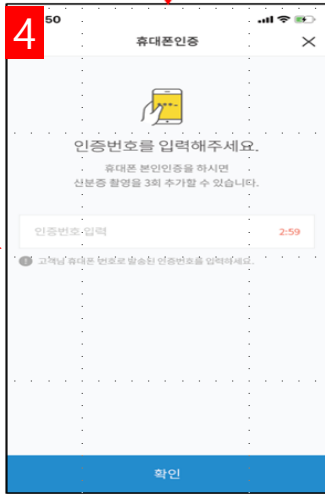 4
50
휴대폰인증
인증번호를 입력해주세요.
휴대폰 본인인증을 하시면
신분증 촬영을 3회 추가할 수 있습니다.
인증번호 입력
2:59
고객님 휴대폰 번호로 발송된 인증번호를 입력하세요.
확인